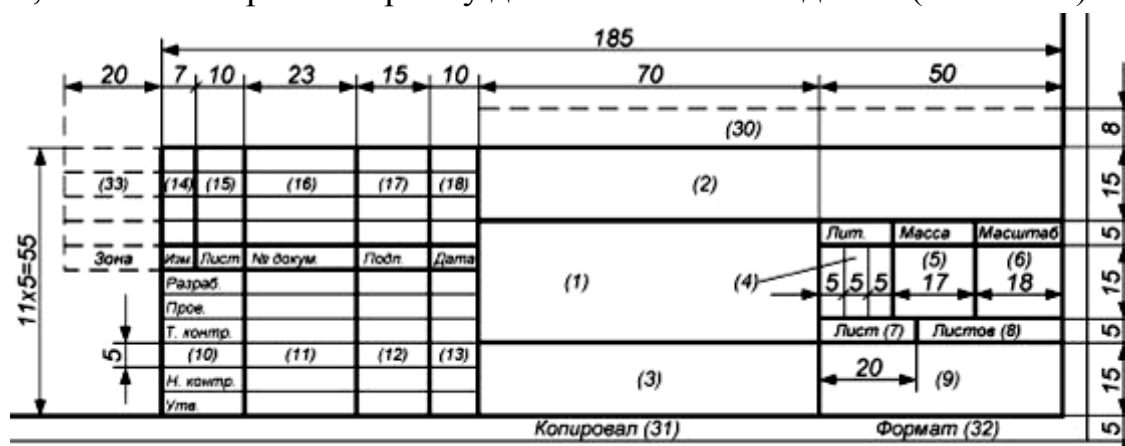 185
20 7 10 23 15 10 70 50
(30) 8
(33) (14) (15) (16) (17) (18) (2) 15
Лит. Масса Масштаб 5
Зона Изм. Лист № докум. Подп. Дата
11х5=55
Разраб. (1) (4) 5 5 5 (5) 17 (6) 18 15
Пров.
Т. контр. Лист (7) Листов (8) 5
5 (10) (11) (12) (13)
Н. контр. (3) 20 (9) 15
Утв.
Копировал (31) Формат (32) 5